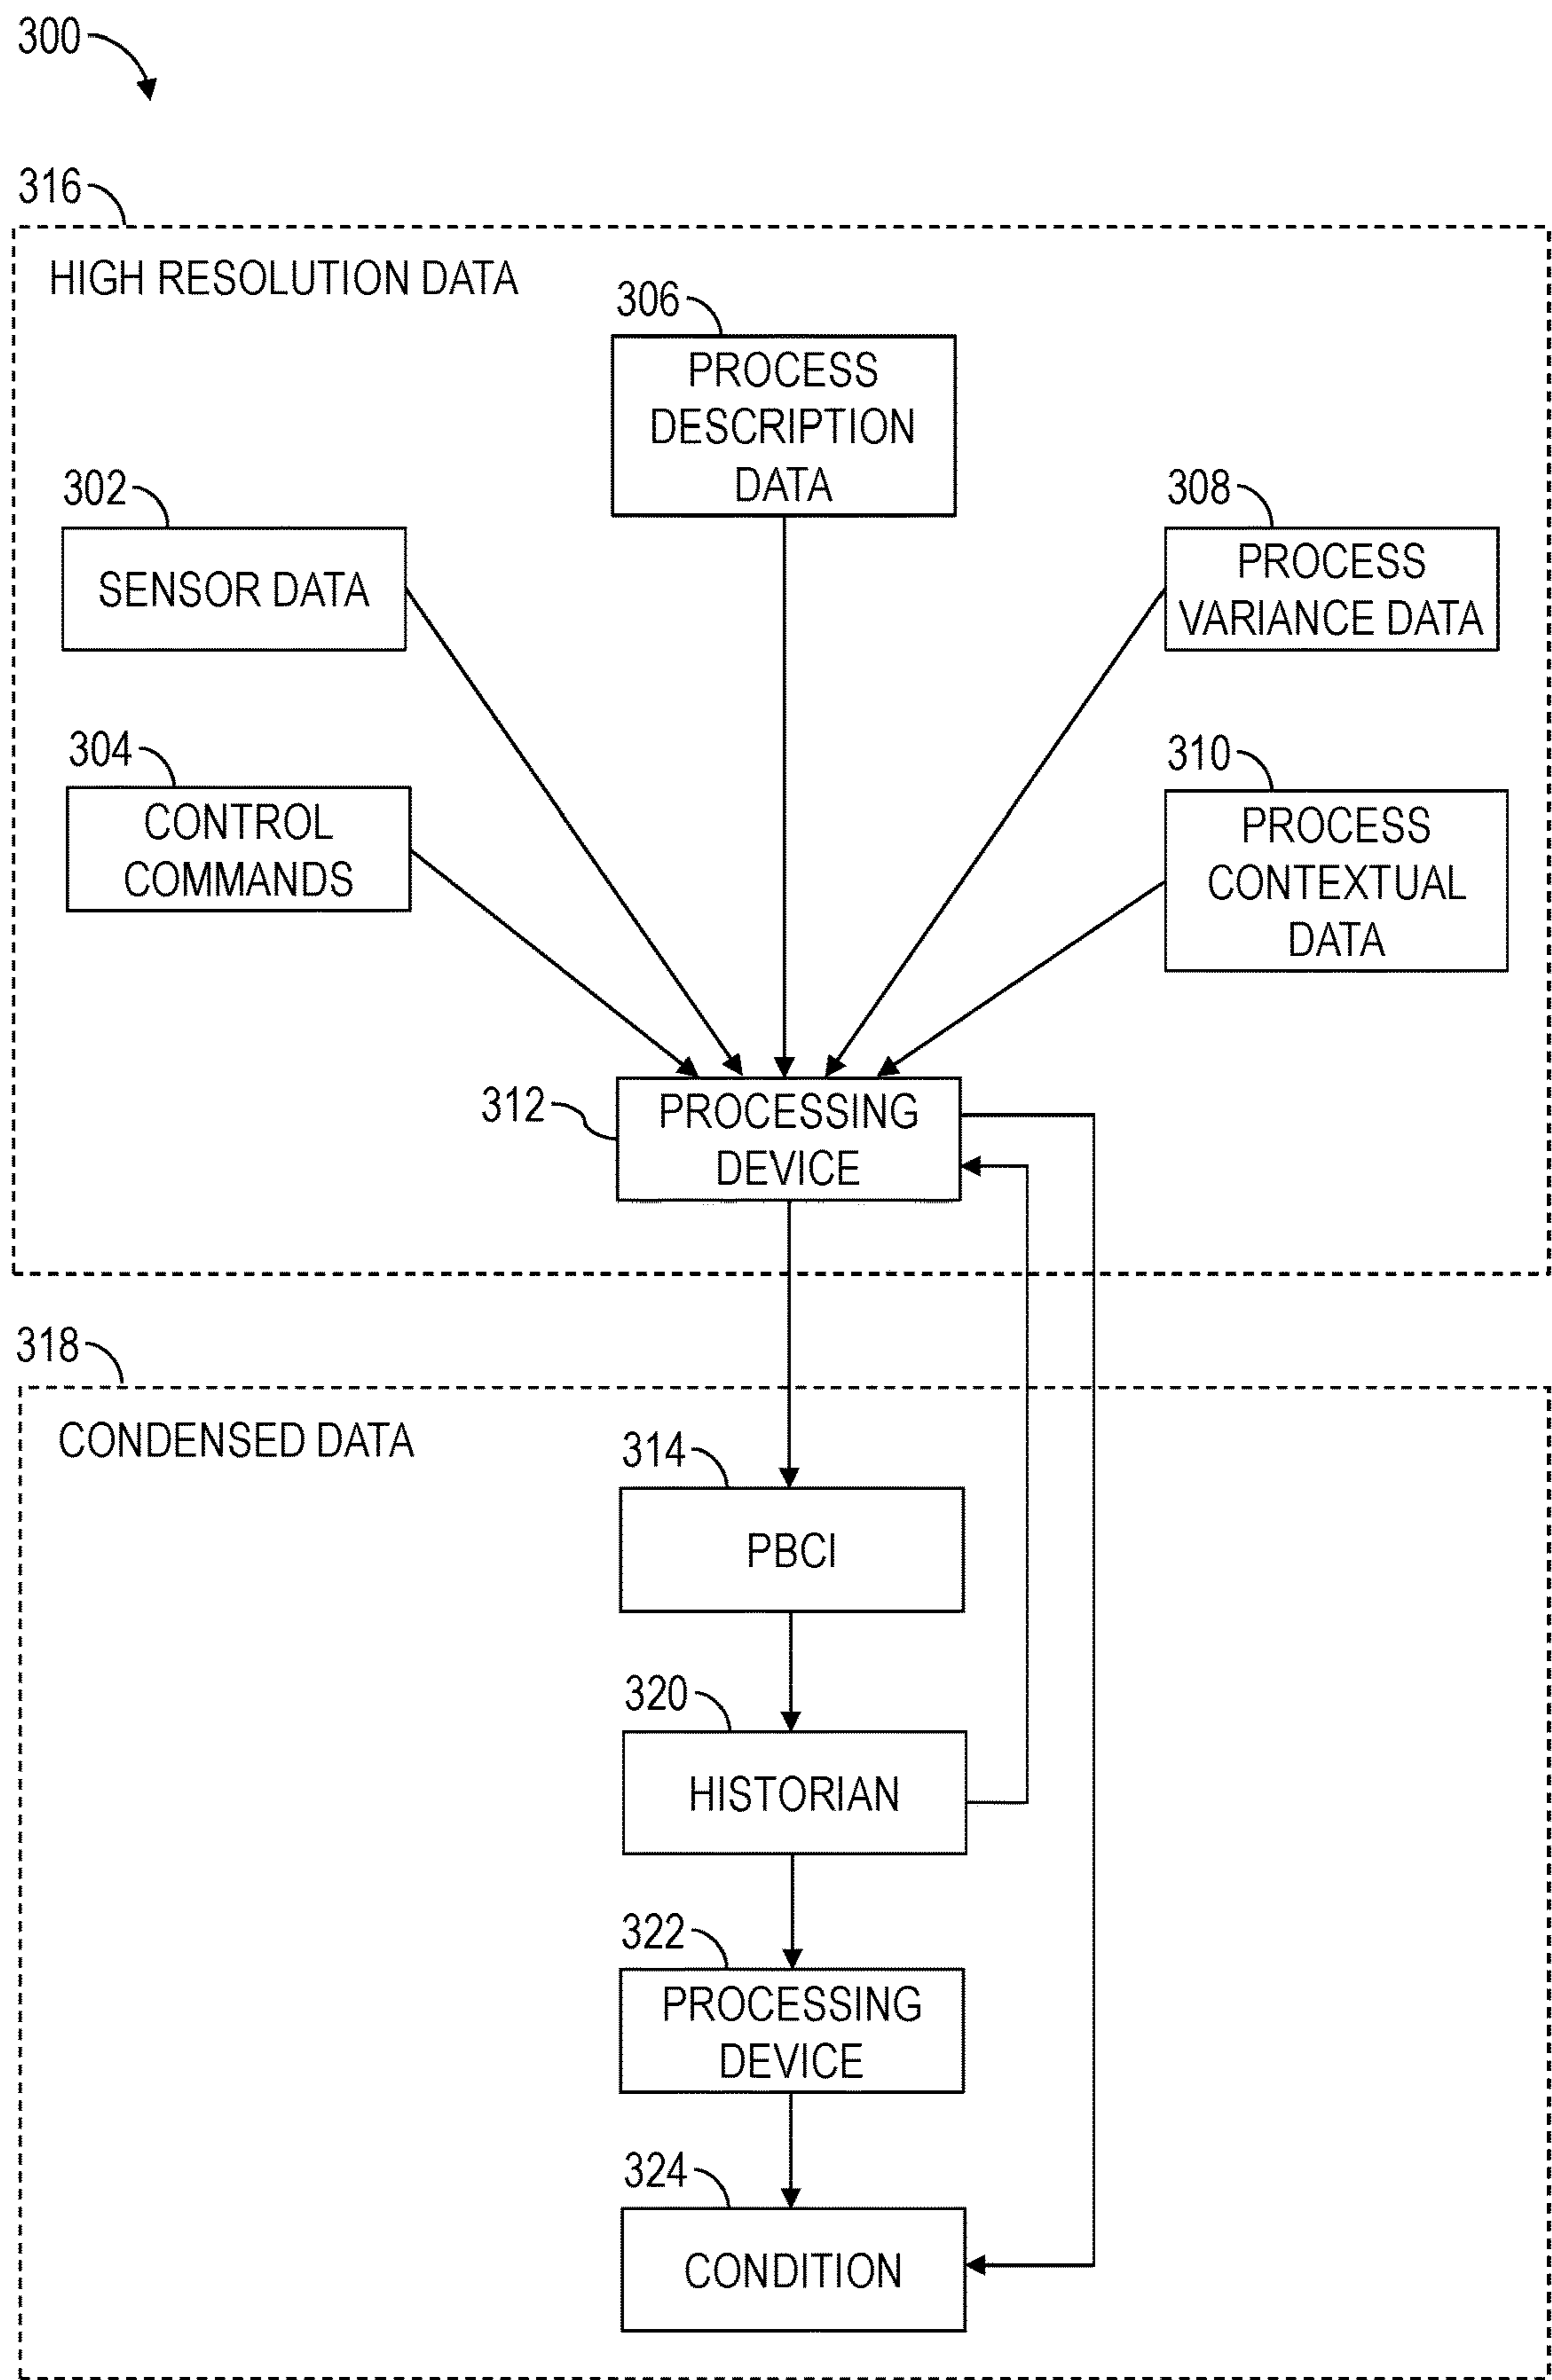 300
316
HIGH RESOLUTION DATA
306
PROCESS
DESCRIPTION
DATA
302
SENSOR DATA
308
PROCESS
VARIANCE DATA
304
CONTROL
COMMANDS
310
PROCESS
CONTEXTUAL
DATA
312
PROCESSING
DEVICE
318
CONDENSED DATA
314
PBCI
320
HISTORIAN
322
PROCESSING
DEVICE
324
CONDITION